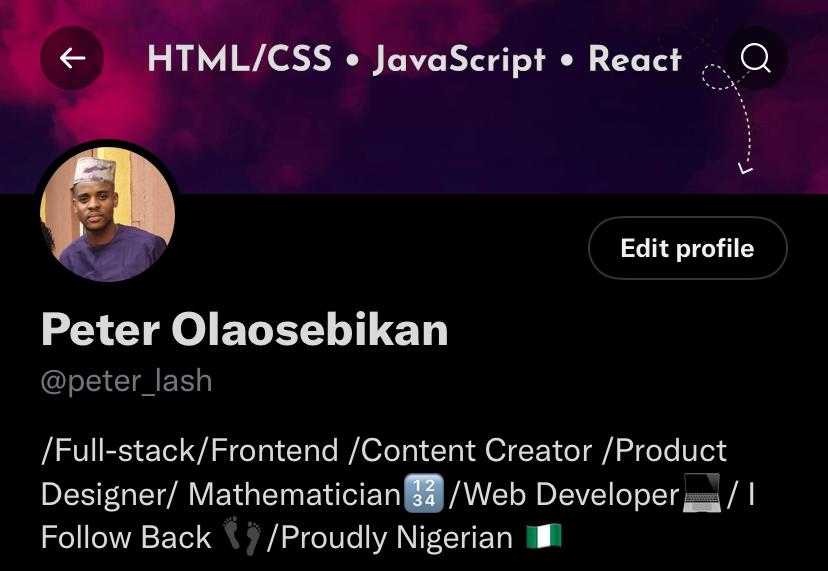 HTML/CSS • JavaScript • React
Edit profile
Peter Olaosebikan
@peter_lash
/Full-stack/Frontend /Content Creator /Product
Designer/ Mathematician🔢/Web Developer💻/ I
Follow Back 👣/Proudly Nigerian 🇳🇬